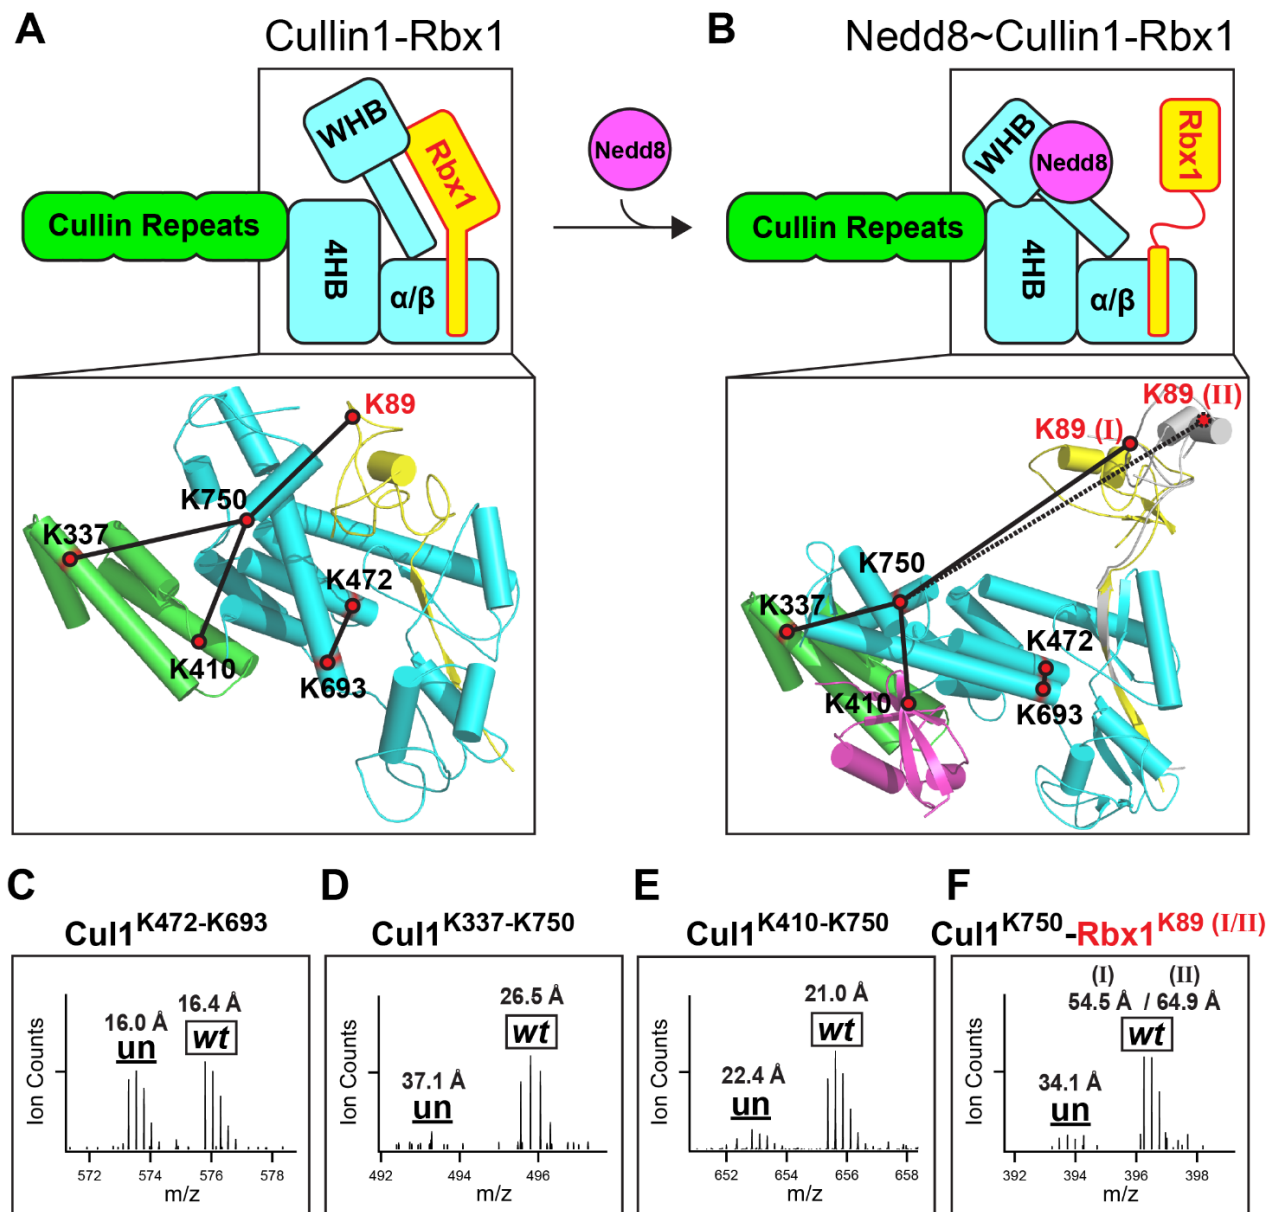 A
Cullin1-Rbx1
B
Nedd8~Cullin1-Rbx1
WHB
Rbx1
Cullin Repeats
4HB
α/β
Nedd8
WHB
Nedd8
Rbx1
Cullin Repeats
4HB
α/β
K89
K750
K337
K472
K410
K693
K89 (II)
K89 (I)
K750
K337
K472
K410
K693
C
Cul1K472-K693
16.4 Å
wt
16.0 Å
un
Ion Counts
572 574 576 578
m/z
D
Cul1K337-K750
26.5 Å
wt
37.1 Å
un
Ion Counts
492 494 496
m/z
E
Cul1K410-K750
21.0 Å
wt
22.4 Å
un
Ion Counts
652 654 656 658
m/z
F
Cul1K750-Rbx1K89 (I/II)
(I) (II)
54.5 Å / 64.9 Å
wt
34.1 Å
un
Ion Counts
392 394 396 398
m/z